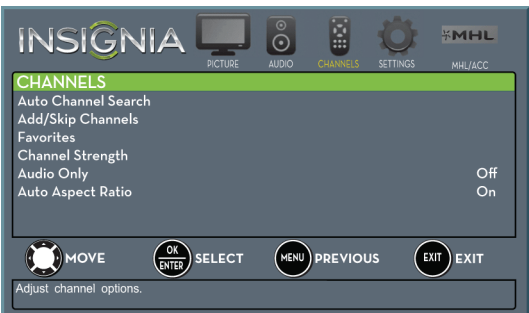 INSIGNIA
PICTURE AUDIO CHANNELS SETTINGS MHL/ACC
MHL
CHANNELS
Auto Channel Search
Add/Skip Channels
Favorites
Channel Strength
Audio Only Off
Auto Aspect Ratio On
MOVE OK ENTER SELECT MENU PREVIOUS EXIT EXIT
Adjust channel options.